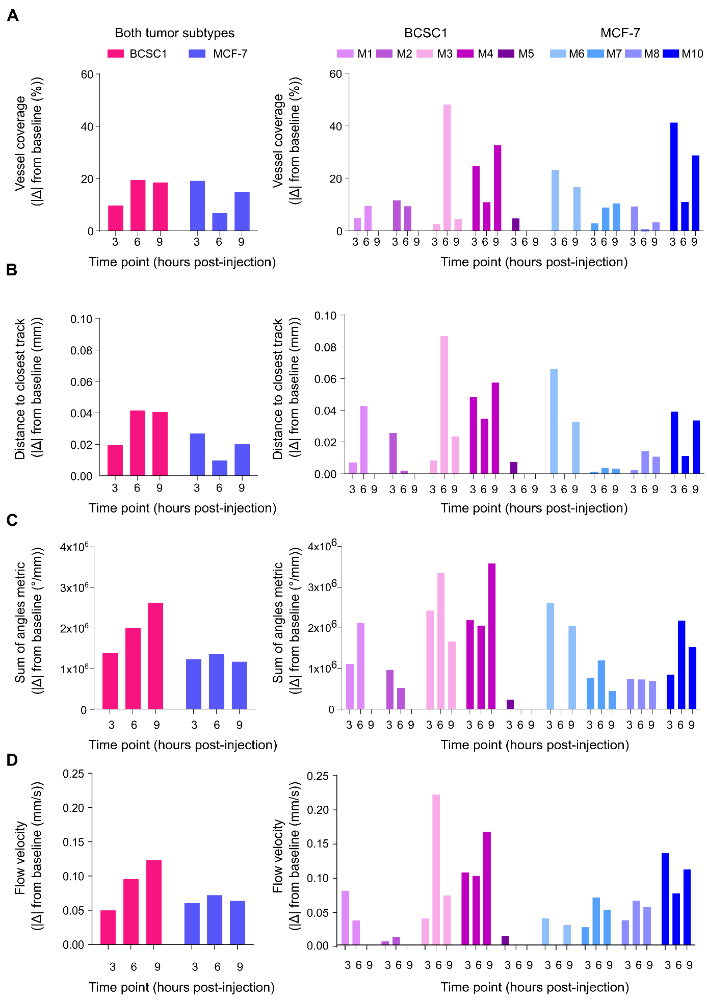 A
Both tumor subtypes
BCSC1 MCF-7
BCSC1 MCF-7
M1 M2 M3 M4 M5 M6 M7 M8 M10
Vessel coverage
(|Δ| from baseline (%))
60
40
20
0
3 6 9 3 6 9
Time point (hours post-injection)
Vessel coverage
(|Δ| from baseline (%))
60
40
20
0
3 6 9 3 6 9 3 6 9 3 6 9 3 6 9 3 6 9 3 6 9 3 6 9 3 6 9
Time point (hours post-injection)
B
Distance to closest track
(|Δ| from baseline (mm))
0.10
0.08
0.06
0.04
0.02
0.00
3 6 9 3 6 9
Time point (hours post-injection)
Distance to closest track
(|Δ| from baseline (mm))
0.10
0.08
0.06
0.04
0.02
0.00
3 6 9 3 6 9 3 6 9 3 6 9 3 6 9 3 6 9 3 6 9 3 6 9 3 6 9
Time point (hours post-injection)
C
Sum of angles metric
(|Δ| from baseline (°/mm))
4x10⁶
3x10⁶
2x10⁶
1x10⁶
0
3 6 9 3 6 9
Time point (hours post-injection)
Sum of angles metric
(|Δ| from baseline (°/mm))
4x10⁶
3x10⁶
2x10⁶
1x10⁶
0
3 6 9 3 6 9 3 6 9 3 6 9 3 6 9 3 6 9 3 6 9 3 6 9 3 6 9
Time point (hours post-injection)
D
Flow velocity
(|Δ| from baseline (mm/s))
0.25
0.20
0.15
0.10
0.05
0.00
3 6 9 3 6 9
Time point (hours post-injection)
Flow velocity
(|Δ| from baseline (mm/s))
0.25
0.20
0.15
0.10
0.05
0.00
3 6 9 3 6 9 3 6 9 3 6 9 3 6 9 3 6 9 3 6 9 3 6 9 3 6 9
Time point (hours post-injection)